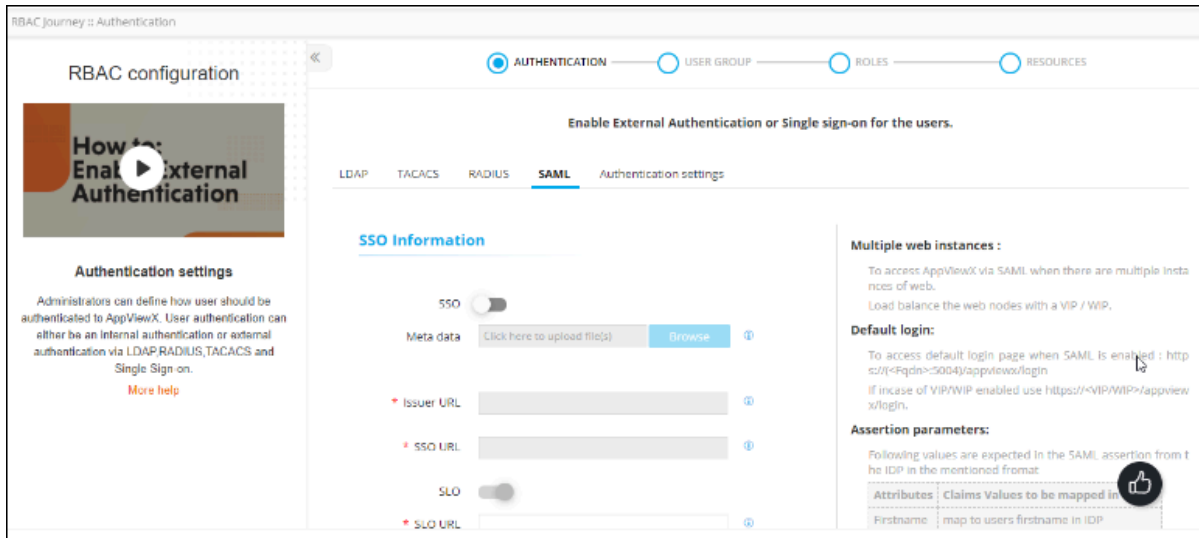 RBAC Journey :: Authentication
RBAC configuration
How to:
Enable External
Authentication
Authentication settings
Administrators can define how user should be
authenticated to AppViewX. User authentication can
either be an Internal authentication or external
authentication via LDAP,RADIUS,TACACS and
Single Sign-on.
More help
AUTHENTICATION
USER GROUP
ROLES
RESOURCES
Enable External Authentication or Single sign-on for the users.
LDAP
TACACS
RADIUS
SAML
Authentication settings
SSO Information
SSO
Meta data
Click here to upload file(s)
Browse
* Issuer URL
* SSO URL
SLO
* SLO URL
Multiple web instances :
To access AppViewX via SAML when there are multiple insta
nces of web.
Load balance the web nodes with a VIP / WIP.
Default login:
To access default login page when SAML is enabled : http
s://(<Fqdn>:5004)/appviewx/login
If incase of VIP/WIP enabled use https://<VIP/WIP>/appview
x/login.
Assertion parameters:
Following values are expected in the SAML assertion from t
he IDP in the mentioned fromat
Attributes
Claims Values to be mapped in
Firstname
map to users firstname in IDP